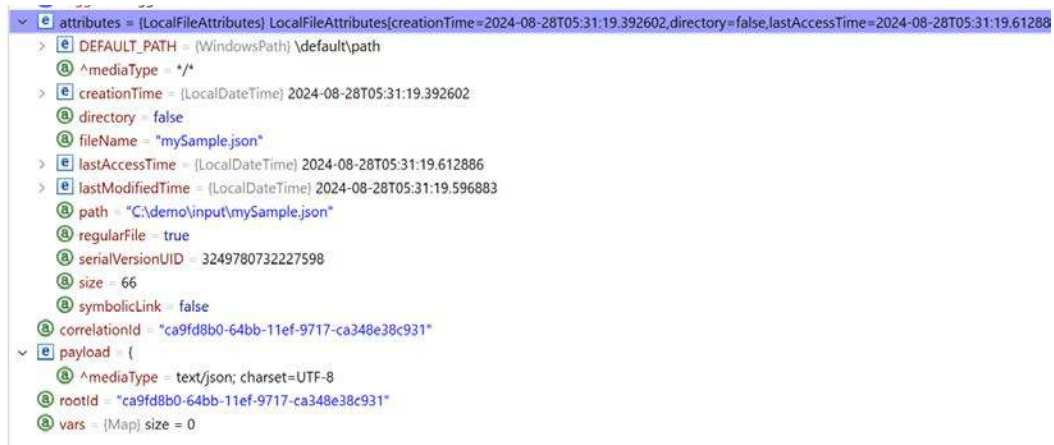 attributes = {LocalFileAttributes} LocalFileAttributes[creationTime=2024-08-28T05:31:19.392602,directory=false,lastAccessTime=2024-08-28T05:31:19.61288
DEFAULT_PATH = {WindowsPath} \default\path
^mediaType = */*
creationTime = {LocalDateTime} 2024-08-28T05:31:19.392602
directory = false
fileName = "mySample.json"
lastAccessTime = {LocalDateTime} 2024-08-28T05:31:19.612886
lastModifiedTime = {LocalDateTime} 2024-08-28T05:31:19.596883
path = "C:\demo\input\mySample.json"
regularFile = true
serialVersionUID = 3249780732227598
size = 66
symbolicLink = false
correlationId = "ca9fd8b0-64bb-11ef-9717-ca348e38c931"
payload = {
^mediaType = text/json; charset=UTF-8
rootId = "ca9fd8b0-64bb-11ef-9717-ca348e38c931"
vars = {Map} size = 0